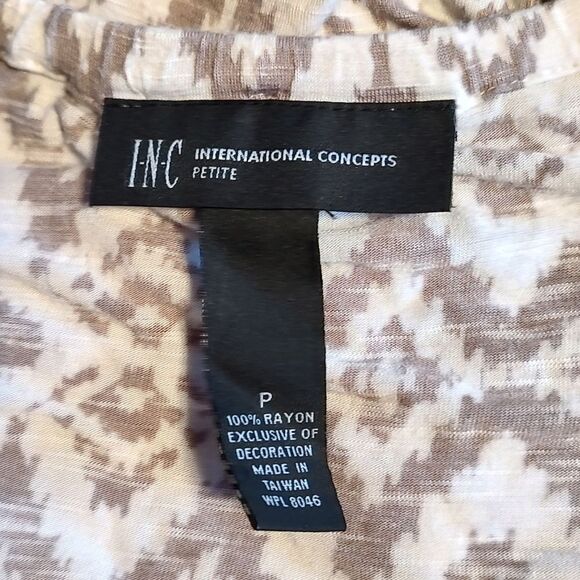 I·N·C INTERNATIONAL CONCEPTS
PETITE
P
100% RAYON
EXCLUSIVE OF
DECORATION
MADE IN
TAIWAN
WPL 8046